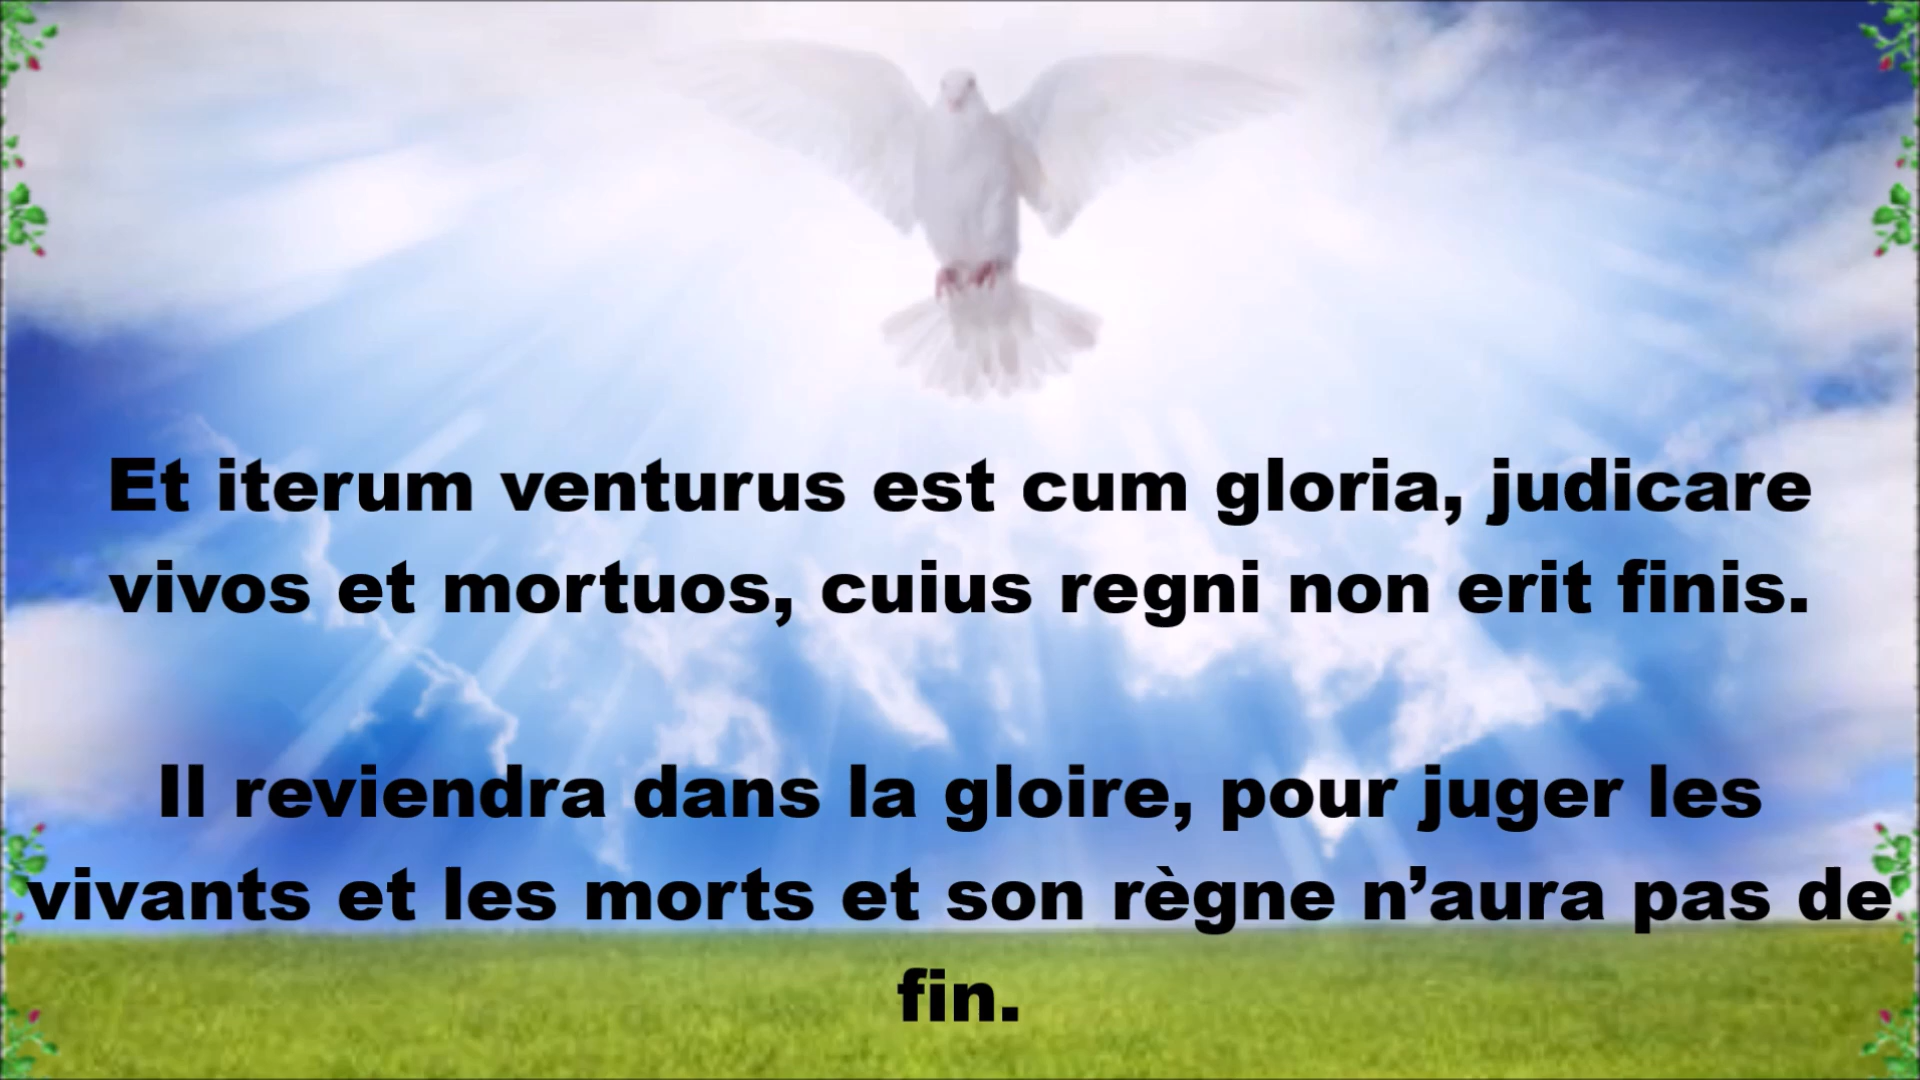 Et iterum venturus est cum gloria, judicare
vivos et mortuos, cuius regni non erit finis.
Il reviendra dans la gloire, pour juger les
vivants et les morts et son règne n’aura pas de
fin.